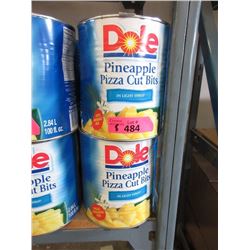 Dole
Pineapple
Pizza Cut Bits
IN LIGHT SYRUP
2.84 L
100 fl. oz
484
Dole
Pineapple
Pizza Cut Bits
IN LIGHT SYRUP